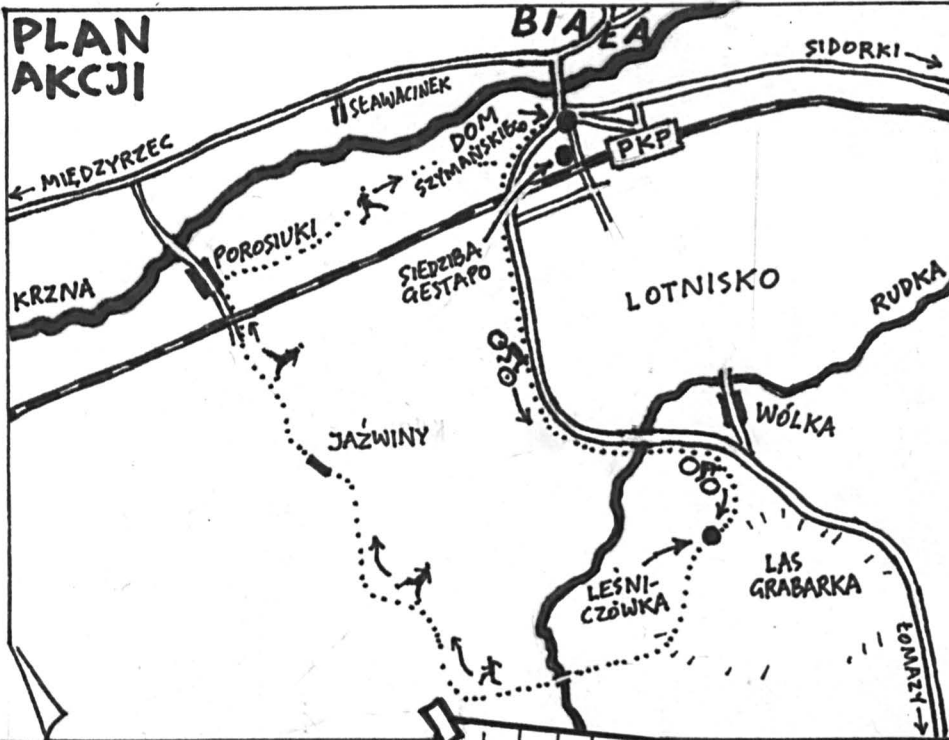 PLAN
AKCJI
BIAŁA
SIDORKI
SŁAWACINEK
MIĘDZYRZEC
DOM
SZYMAŃSKIEGO
PKP
POROSIUKI
SIEDZIBA
GESTAPO
KRZNA
LOTNISKO
RUDKA
WÓLKA
JAŹWINY
LEŚNI-
CZÓWKA
LAS
GRABARKA
ŁOMAZY